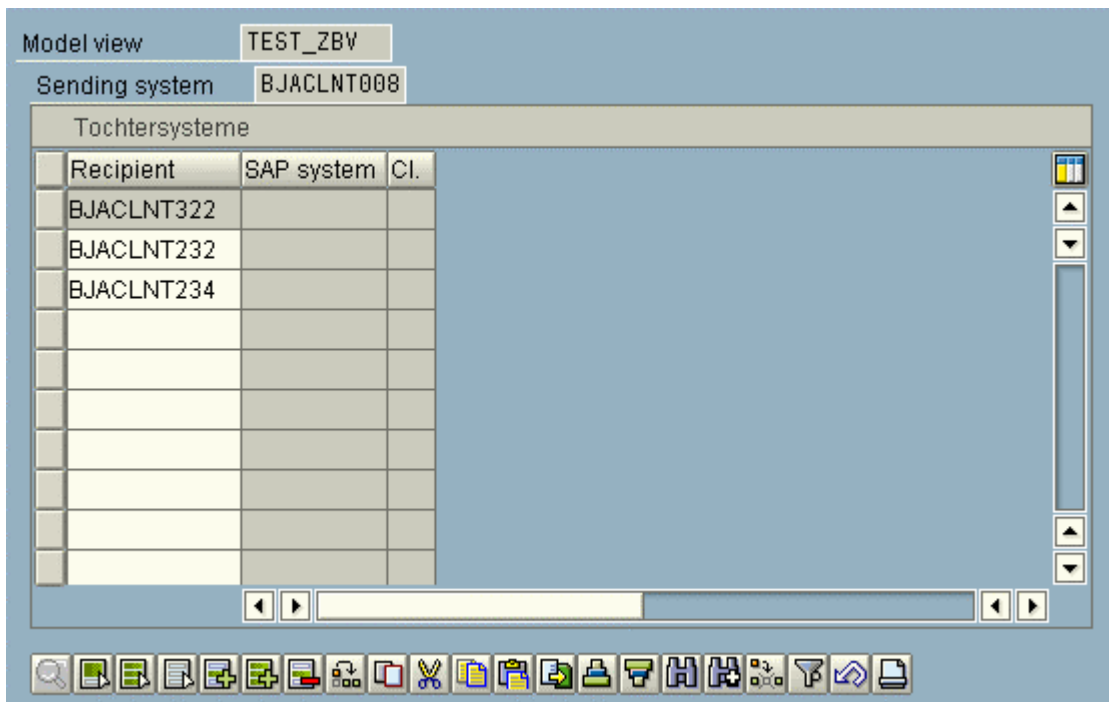 Model view TEST_ZBV
Sending system BJACLNT008
Tochtersysteme
Recipient SAP system Cl.
BJACLNT322
BJACLNT232
BJACLNT234